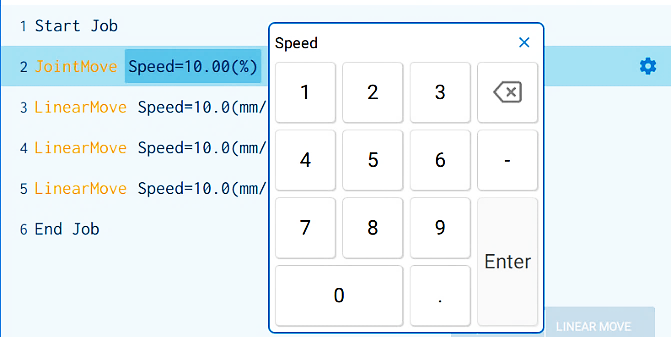 1 Start Job
2 JointMove Speed=10.00(%)
3 LinearMove Speed=10.0(mm/
4 LinearMove Speed=10.0(mm/
5 LinearMove Speed=10.0(mm/
6 End Job
Speed ×
1 2 3
4 5 6 -
7 8 9
Enter
0 .
LINEAR MOVE